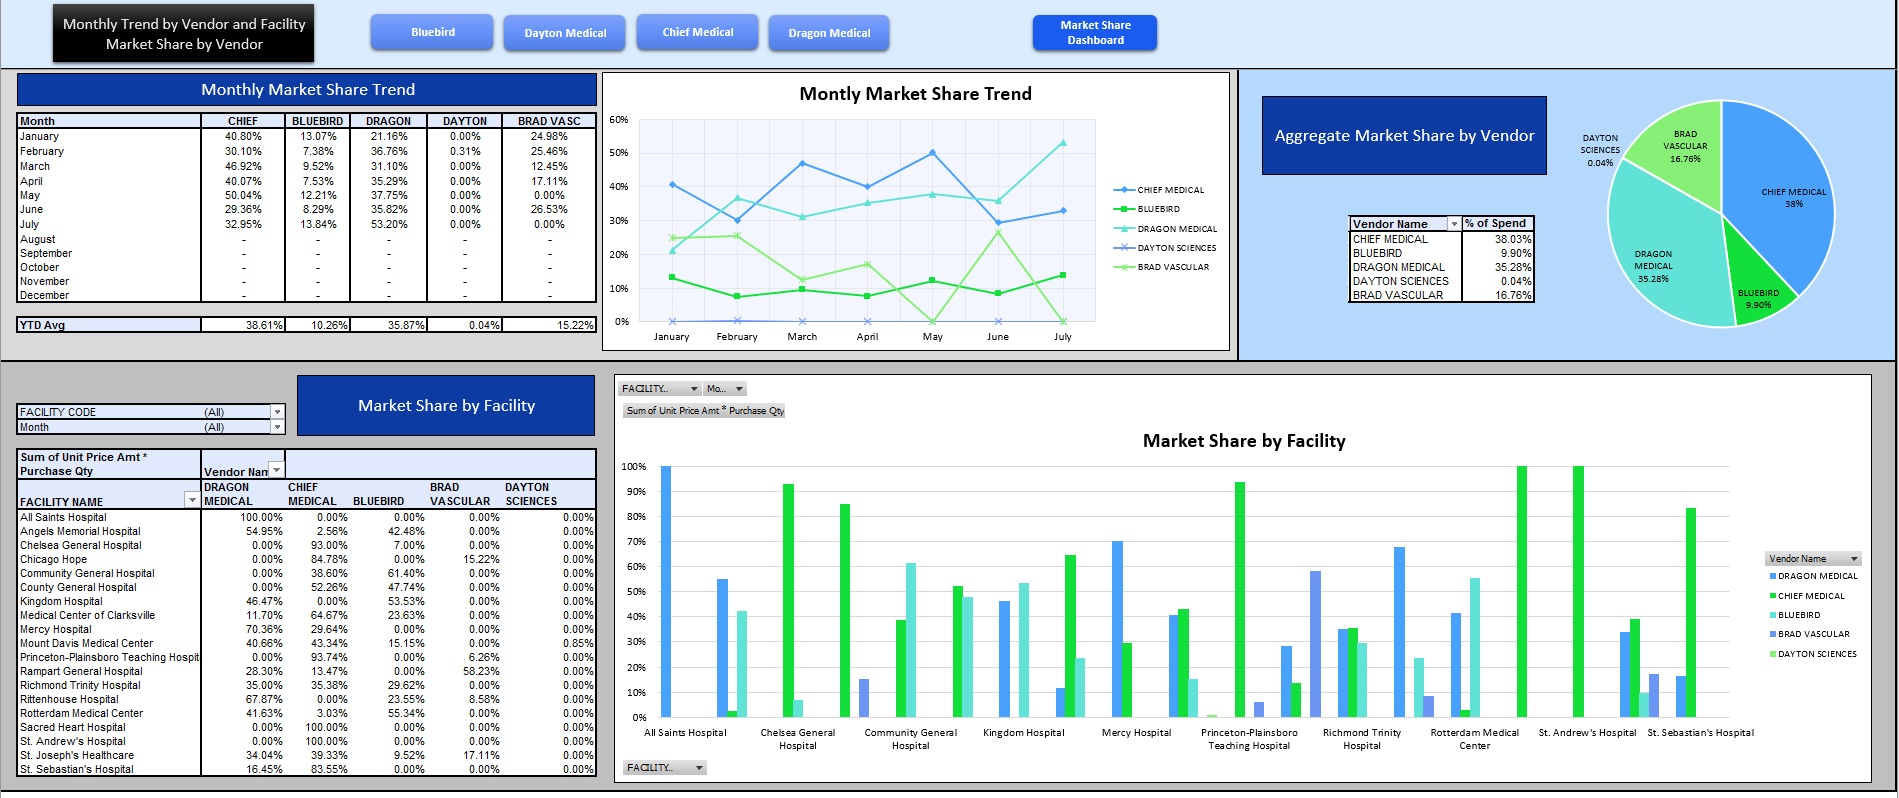 Monthly Trend by Vendor and Facility
Market Share by Vendor
Bluebird
Dayton Medical
Chief Medical
Dragon Medical
Market Share
Dashboard
Monthly Market Share Trend
Month CHIEF BLUEBIRD DRAGON DAYTON BRAD VASC
January 40.80% 13.07% 21.16% 0.00% 24.98%
February 30.10% 7.38% 36.76% 0.31% 25.46%
March 46.92% 9.52% 31.10% 0.00% 12.45%
April 40.07% 7.53% 35.29% 0.00% 17.11%
May 50.04% 12.21% 37.75% 0.00% 0.00%
June 29.36% 8.29% 35.82% 0.00% 26.53%
July 32.95% 13.84% 53.20% 0.00% 0.00%
August - - - - -
September - - - - -
October - - - - -
November - - - - -
December - - - - -
YTD Avg 38.61% 10.26% 35.87% 0.04% 15.22%
Montly Market Share Trend
60%
50%
40%
30%
20%
10%
0%
January February March April May June July
CHIEF MEDICAL
BLUEBIRD
DRAGON MEDICAL
DAYTON SCIENCES
BRAD VASCULAR
Aggregate Market Share by Vendor
Vendor Name % of Spend
CHIEF MEDICAL 38.03%
BLUEBIRD 9.90%
DRAGON MEDICAL 35.28%
DAYTON SCIENCES 0.04%
BRAD VASCULAR 16.76%
DAYTON
SCIENCES
0.04%
BRAD
VASCULAR
16.76%
CHIEF MEDICAL
38%
DRAGON
MEDICAL
35.28%
BLUEBIRD
9.90%
FACILITY CODE (All)
Month (All)
Market Share by Facility
Sum of Unit Price Amt *
Purchase Qty
Vendor Nam
FACILITY NAME
DRAGON
MEDICAL
CHIEF
MEDICAL
BLUEBIRD
BRAD
VASCULAR
DAYTON
SCIENCES
All Saints Hospital 100.00% 0.00% 0.00% 0.00% 0.00%
Angels Memorial Hospital 54.95% 2.56% 42.48% 0.00% 0.00%
Chelsea General Hospital 0.00% 93.00% 7.00% 0.00% 0.00%
Chicago Hope 0.00% 84.78% 0.00% 15.22% 0.00%
Community General Hospital 0.00% 38.60% 61.40% 0.00% 0.00%
County General Hospital 0.00% 52.26% 47.74% 0.00% 0.00%
Kingdom Hospital 46.47% 0.00% 53.53% 0.00% 0.00%
Medical Center of Clarksville 11.70% 64.67% 23.63% 0.00% 0.00%
Mercy Hospital 70.36% 29.64% 0.00% 0.00% 0.00%
Mount Davis Medical Center 40.66% 43.34% 15.15% 0.00% 0.85%
Princeton-Plainsboro Teaching Hospit 0.00% 93.74% 0.00% 6.26% 0.00%
Rampart General Hospital 28.30% 13.47% 0.00% 58.23% 0.00%
Richmond Trinity Hospital 35.00% 35.38% 29.62% 0.00% 0.00%
Rittenhouse Hospital 67.87% 0.00% 23.55% 8.58% 0.00%
Rotterdam Medical Center 41.63% 3.03% 55.34% 0.00% 0.00%
Sacred Heart Hospital 0.00% 100.00% 0.00% 0.00% 0.00%
St. Andrew's Hospital 0.00% 100.00% 0.00% 0.00% 0.00%
St. Joseph's Healthcare 34.04% 39.33% 9.52% 17.11% 0.00%
St. Sebastian's Hospital 16.45% 83.55% 0.00% 0.00% 0.00%
FACILITY... Mo...
Sum of Unit Price Amt * Purchase Qty
Market Share by Facility
100%
90%
80%
70%
60%
50%
40%
30%
20%
10%
0%
All Saints Hospital
Chelsea General
Hospital
Community General
Hospital
Kingdom Hospital
Mercy Hospital
Princeton-Plainsboro
Teaching Hospital
Richmond Trinity
Hospital
Rotterdam Medical
Center
St. Andrew's Hospital
St. Sebastian's Hospital
Vendor Name
DRAGON MEDICAL
CHIEF MEDICAL
BLUEBIRD
BRAD VASCULAR
DAYTON SCIENCES
FACILITY...